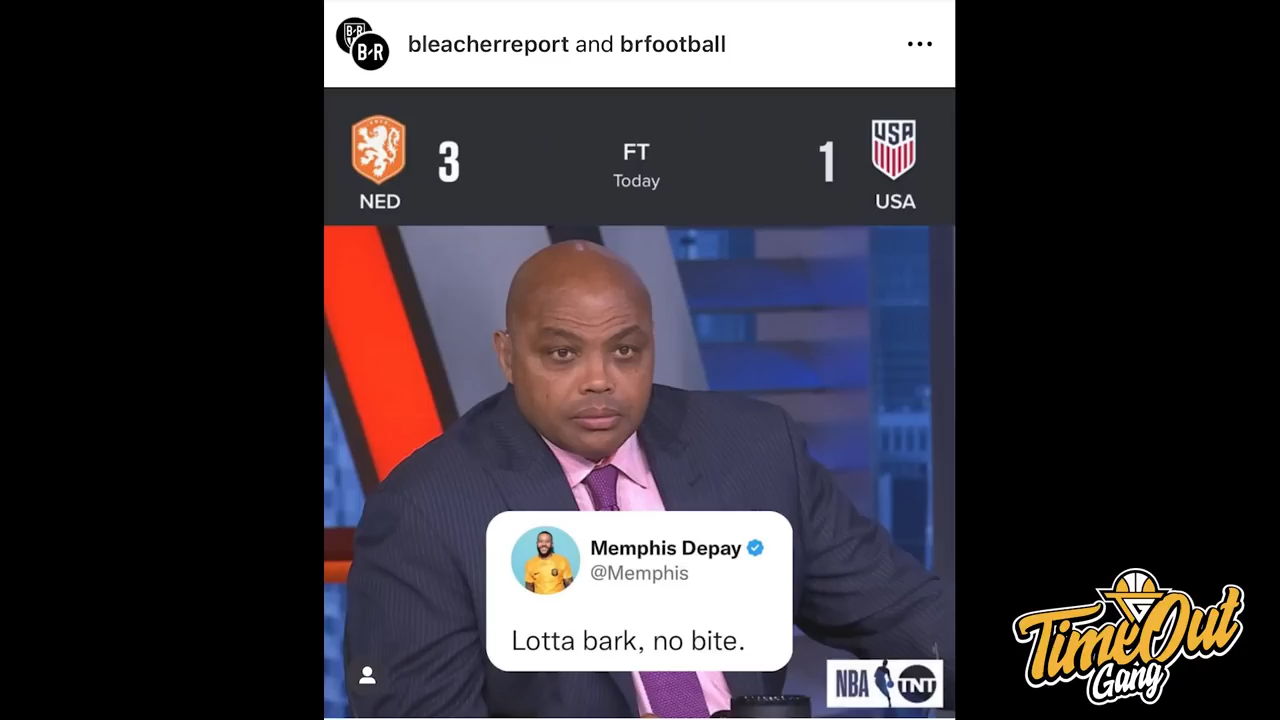 B R
B-R
bleacherreport and brfootball
3
FT
1
USA
Today
NED
USA
Memphis Depay
@Memphis
Lotta bark, no bite.
NBA
TNT
TimeOut
Gang